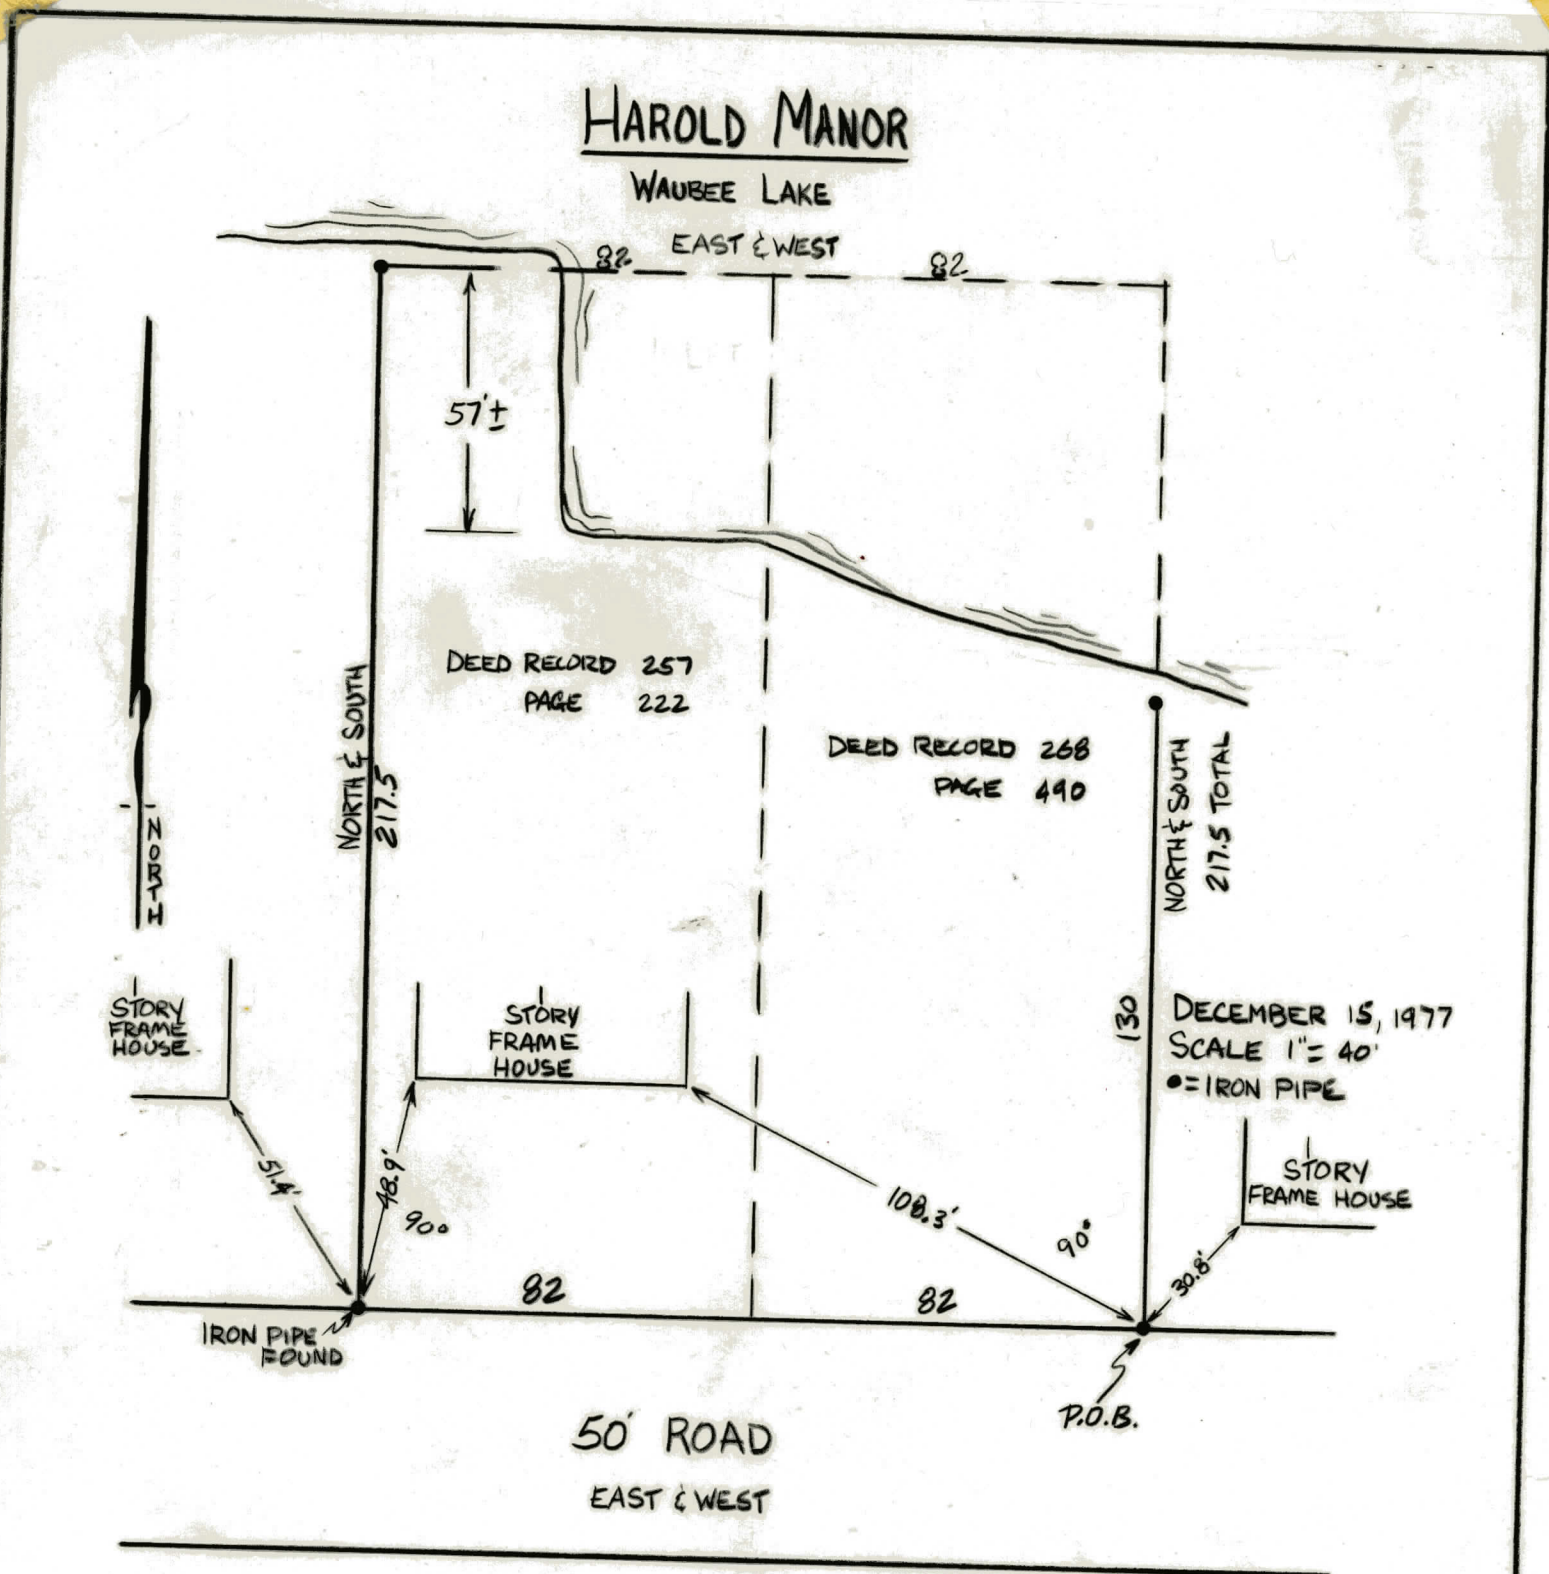 HAROLD MANOR
WAUBEE LAKE
EAST & WEST
82
82
57'±
DEED RECORD 257
PAGE 222
DEED RECORD 268
PAGE 490
NORTH & SOUTH
217.5
NORTH & SOUTH
217.5 TOTAL
NORTH
130
DECEMBER 15, 1977
SCALE 1"= 40'
●=IRON PIPE
1
STORY
FRAME
HOUSE
1
STORY
FRAME
HOUSE
1
STORY
FRAME HOUSE
51.4'
48.9'
90°
108.3'
90°
30.8'
82
82
IRON PIPE
FOUND
P.O.B.
50' ROAD
EAST & WEST